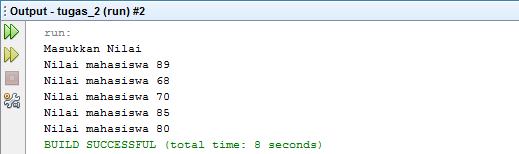 Output - tugas_2 (run) #2
run:
Masukkan Nilai
Nilai mahasiswa 89
Nilai mahasiswa 68
Nilai mahasiswa 70
Nilai mahasiswa 85
Nilai mahasiswa 80
BUILD SUCCESSFUL (total time: 8 seconds)